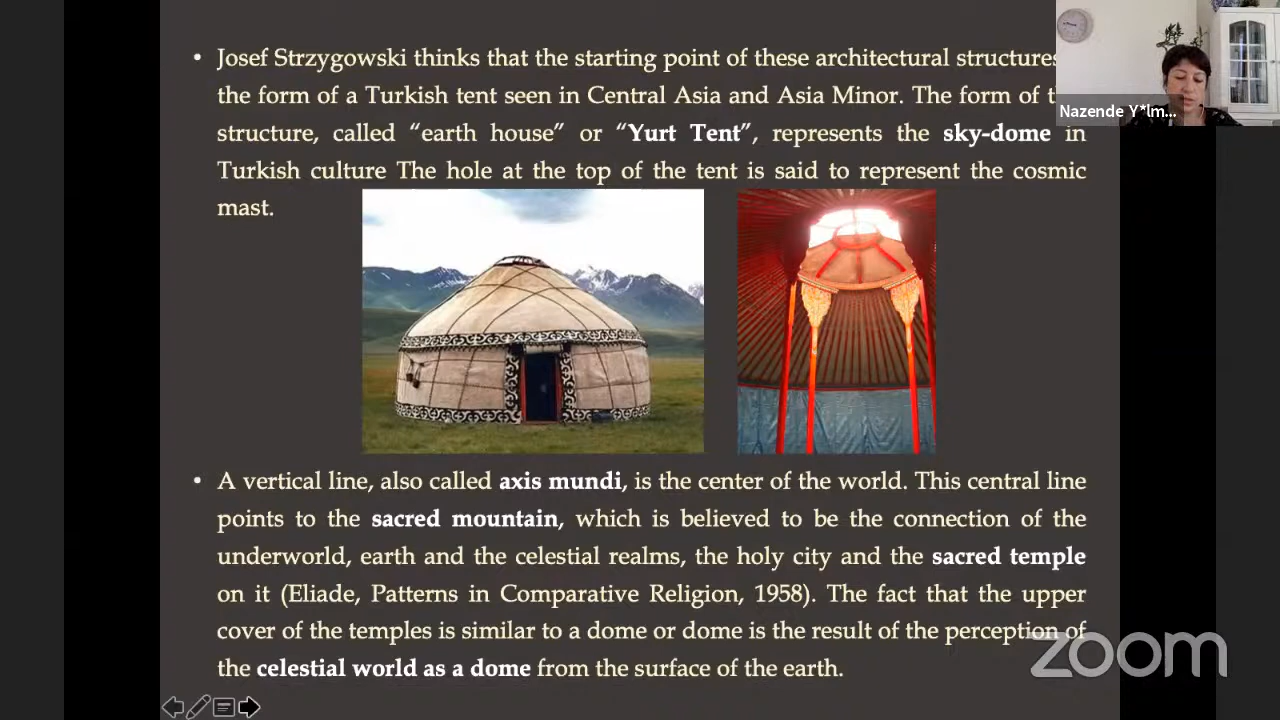 • Josef Strzygowski thinks that the starting point of these architectural structures
the form of a Turkish tent seen in Central Asia and Asia Minor. The form of
structure, called “earth house” or “Yurt Tent”, represents the sky-dome in
Turkish culture The hole at the top of the tent is said to represent the cosmic
mast.
• A vertical line, also called axis mundi, is the center of the world. This central line
points to the sacred mountain, which is believed to be the connection of the
underworld, earth and the celestial realms, the holy city and the sacred temple
on it (Eliade, Patterns in Comparative Religion, 1958). The fact that the upper
cover of the temples is similar to a dome or dome is the result of the perception of
the celestial world as a dome from the surface of the earth.
Nazende Y*lm...
zoom